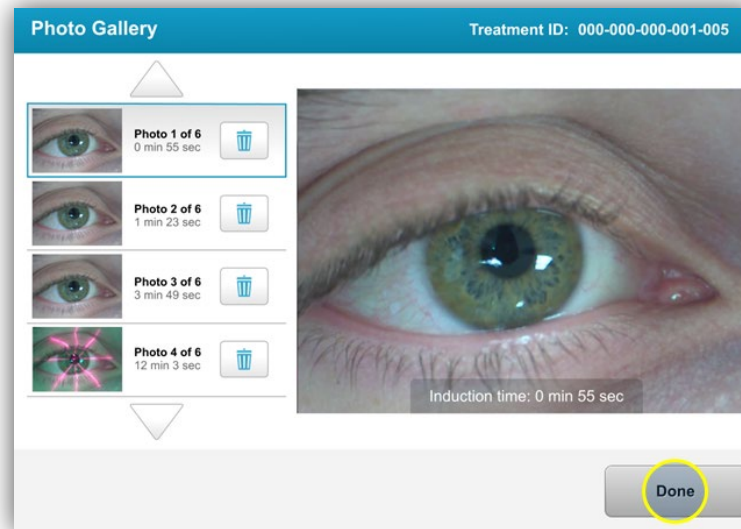 Photo Gallery
Treatment ID: 000-000-000-001-005
Photo 1 of 6
0 min 55 sec
Photo 2 of 6
1 min 23 sec
Photo 3 of 6
3 min 49 sec
Photo 4 of 6
12 min 3 sec
Induction time: 0 min 55 sec
Done